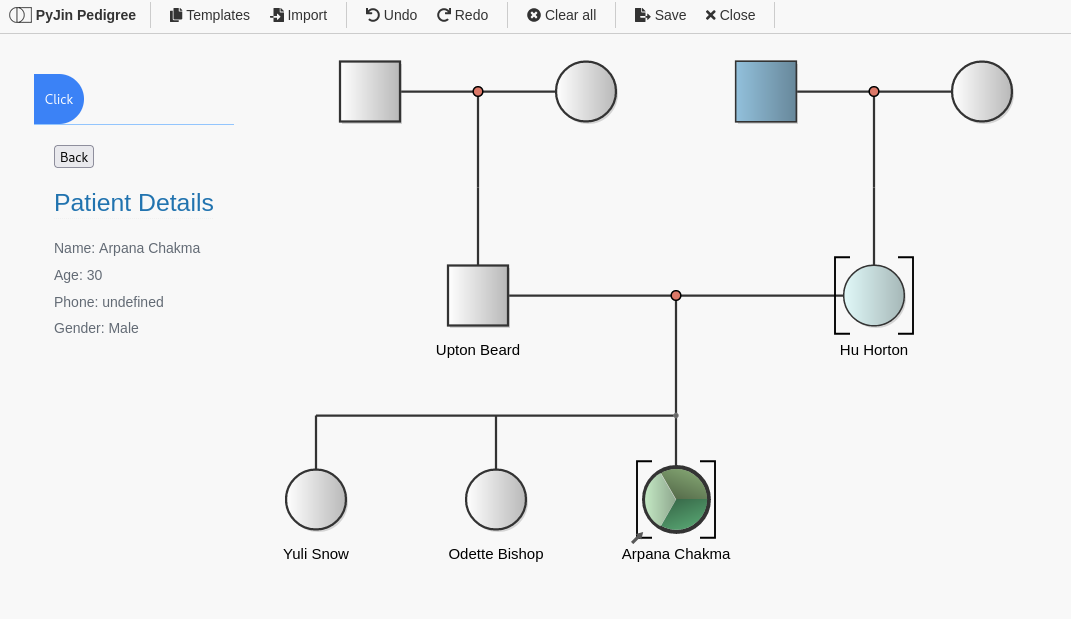 PyJin Pedigree Templates Import Undo Redo Clear all Save Close
Click
Back
Patient Details
Name: Arpana Chakma
Age: 30
Phone: undefined
Gender: Male
Upton Beard Hu Horton
Yuli Snow Odette Bishop Arpana Chakma